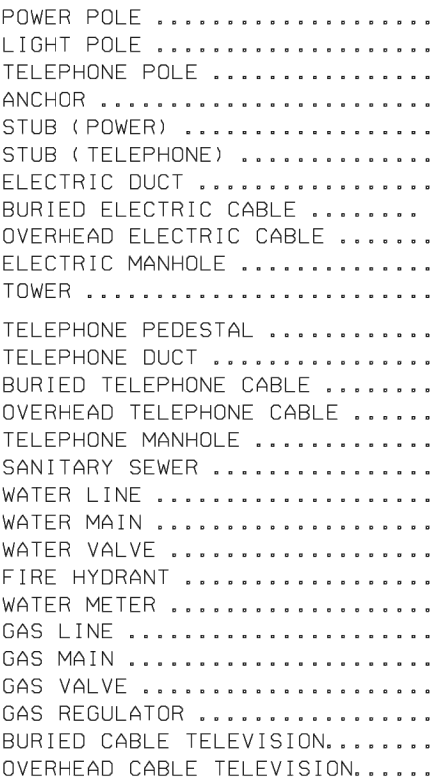 POWER POLE . . . . . . . . . . . . . . . . . . . .
LIGHT POLE . . . . . . . . . . . . . . . . . . . .
TELEPHONE POLE . . . . . . . . . . . . . . . .
ANCHOR . . . . . . . . . . . . . . . . . . . . . . . .
STUB (POWER) . . . . . . . . . . . . . . . . . .
STUB (TELEPHONE) . . . . . . . . . . . . . .
ELECTRIC DUCT . . . . . . . . . . . . . . . . .
BURIED ELECTRIC CABLE . . . . . . . .
OVERHEAD ELECTRIC CABLE . . . . . . .
ELECTRIC MANHOLE . . . . . . . . . . . . . .
TOWER . . . . . . . . . . . . . . . . . . . . . . . . .
TELEPHONE PEDESTAL . . . . . . . . . . . .
TELEPHONE DUCT . . . . . . . . . . . . . . . .
BURIED TELEPHONE CABLE . . . . . . . .
OVERHEAD TELEPHONE CABLE . . . . . .
TELEPHONE MANHOLE . . . . . . . . . . . . .
SANITARY SEWER . . . . . . . . . . . . . . . .
WATER LINE . . . . . . . . . . . . . . . . . . . .
WATER MAIN . . . . . . . . . . . . . . . . . . . .
WATER VALVE . . . . . . . . . . . . . . . . . . .
FIRE HYDRANT . . . . . . . . . . . . . . . . . .
WATER METER . . . . . . . . . . . . . . . . . . .
GAS LINE . . . . . . . . . . . . . . . . . . . . . .
GAS MAIN . . . . . . . . . . . . . . . . . . . . . .
GAS VALVE . . . . . . . . . . . . . . . . . . . . .
GAS REGULATOR . . . . . . . . . . . . . . . . .
BURIED CABLE TELEVISION. . . . . . . .
OVERHEAD CABLE TELEVISION. . . . . .